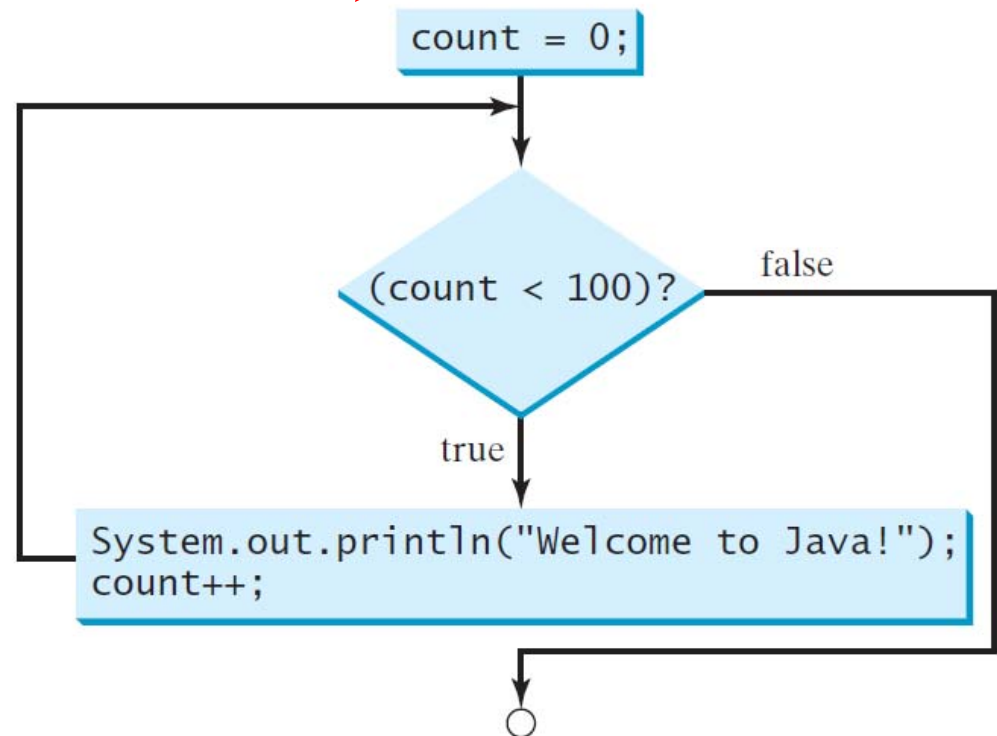 count = 0;
(count < 100)?
false
true
System.out.println("Welcome to Java!");
count++;